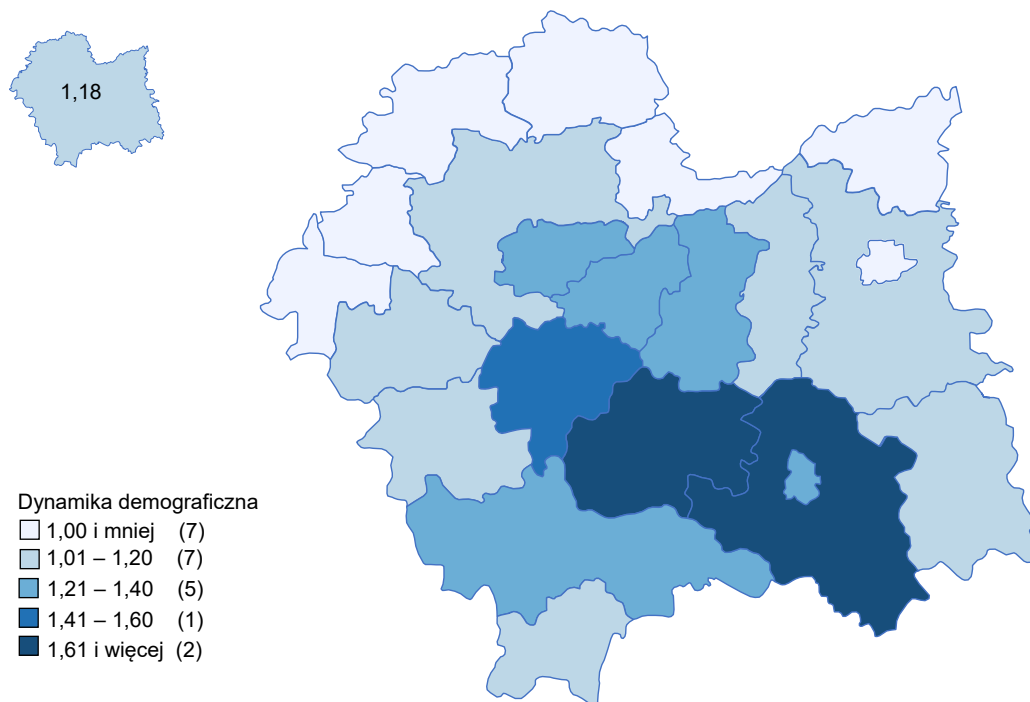 1,18
Dynamika demograficzna
1,00 i mniej (7)
1,01 – 1,20 (7)
1,21 – 1,40 (5)
1,41 – 1,60 (1)
1,61 i więcej (2)